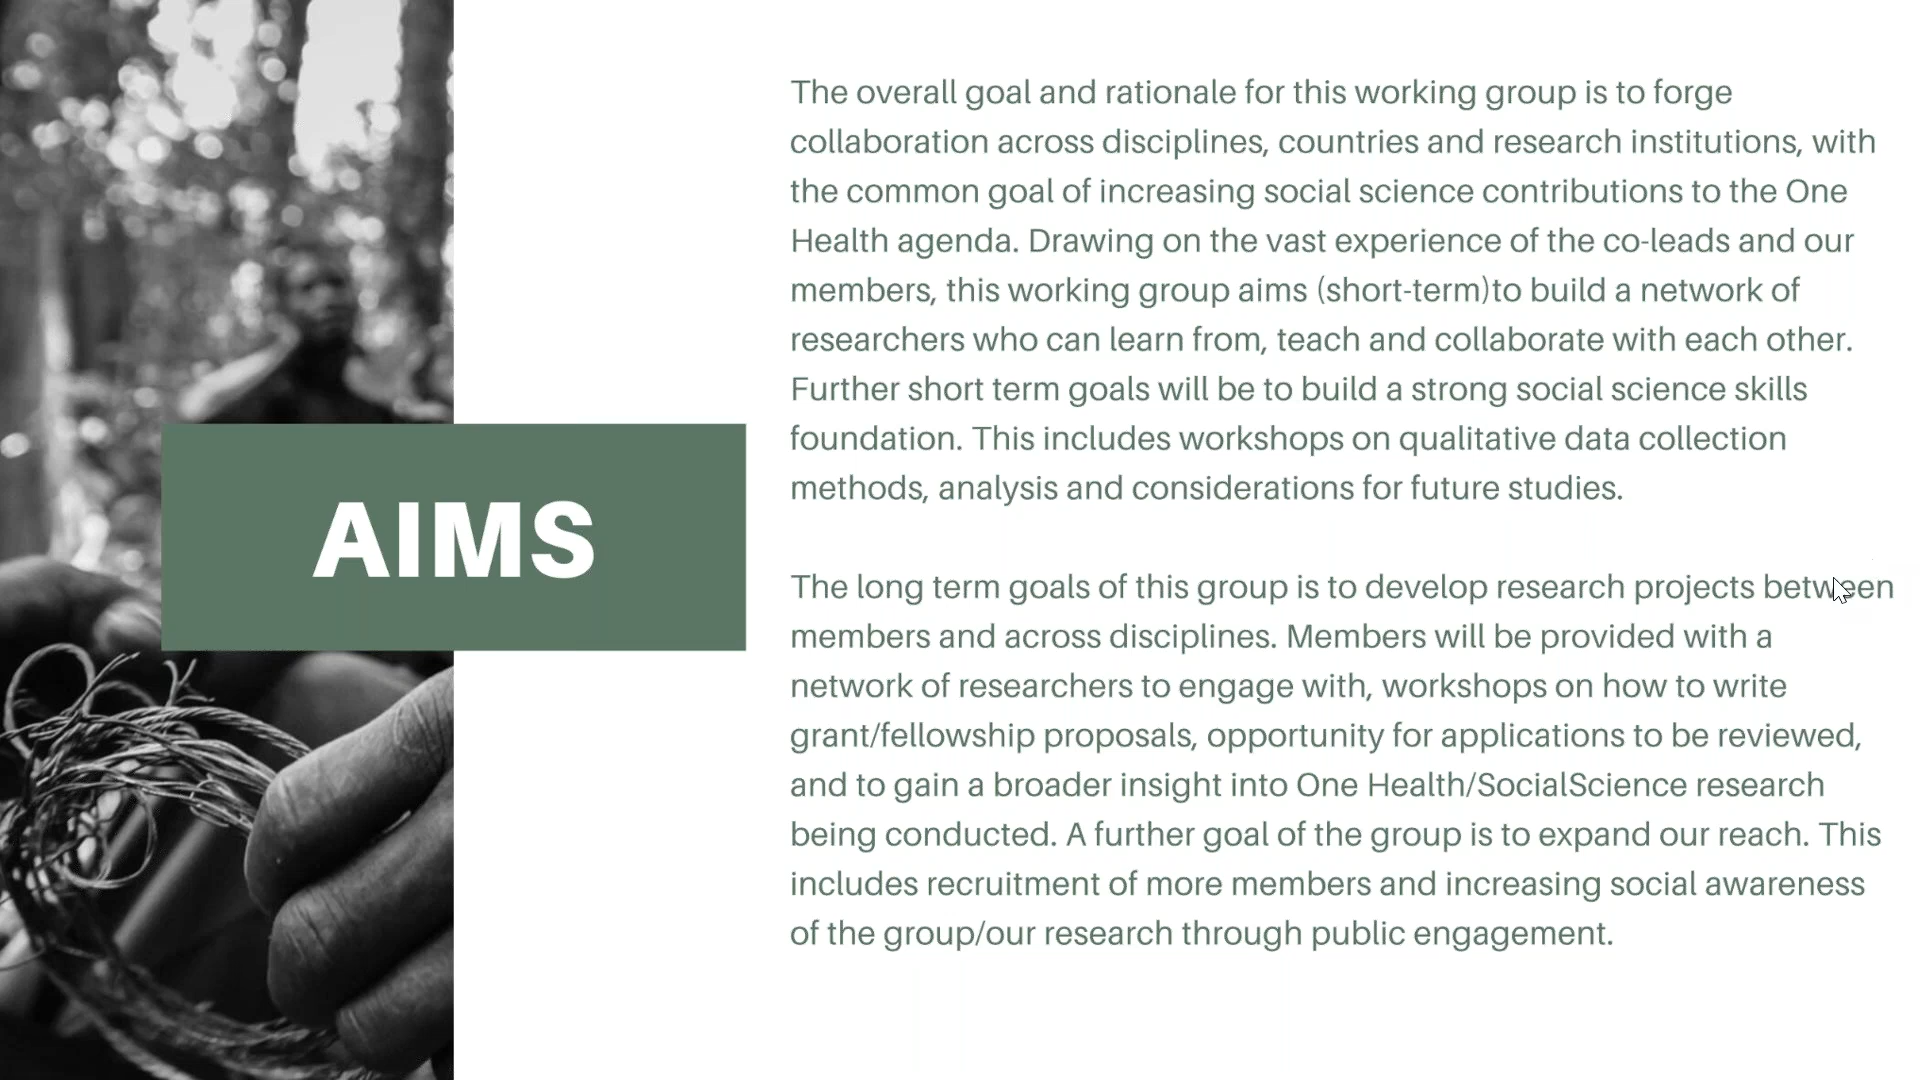 AIMS
The overall goal and rationale for this working group is to forge
collaboration across disciplines, countries and research institutions, with
the common goal of increasing social science contributions to the One
Health agenda. Drawing on the vast experience of the co-leads and our
members, this working group aims (short-term)to build a network of
researchers who can learn from, teach and collaborate with each other.
Further short term goals will be to build a strong social science skills
foundation. This includes workshops on qualitative data collection
methods, analysis and considerations for future studies.
The long term goals of this group is to develop research projects between
members and across disciplines. Members will be provided with a
network of researchers to engage with, workshops on how to write
grant/fellowship proposals, opportunity for applications to be reviewed,
and to gain a broader insight into One Health/SocialScience research
being conducted. A further goal of the group is to expand our reach. This
includes recruitment of more members and increasing social awareness
of the group/our research through public engagement.